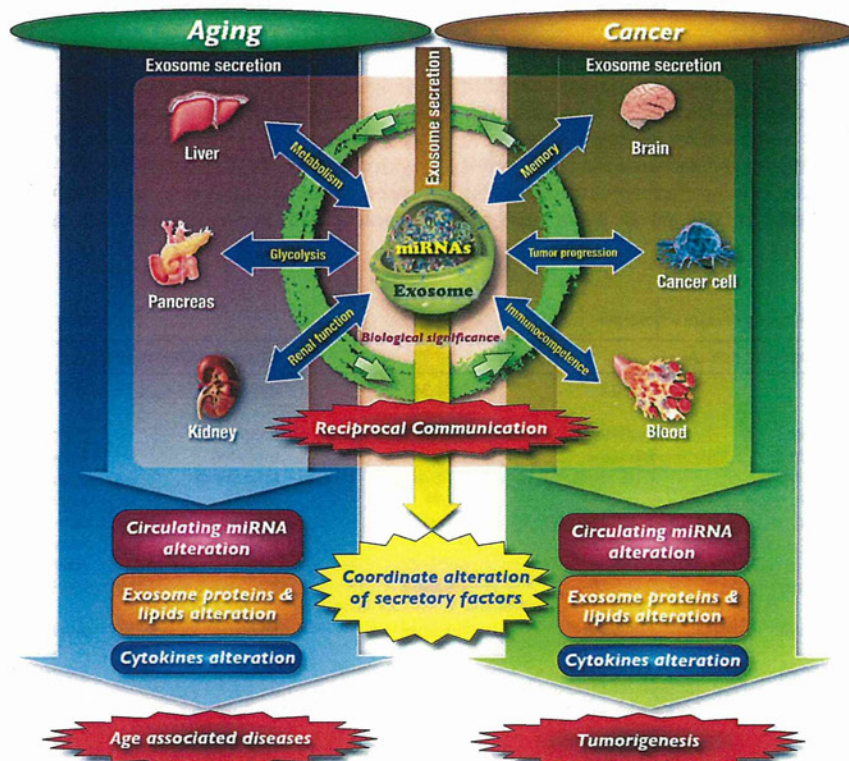 Aging
Cancer
Exosome secretion
Exosome secretion
Exosome secretion
Liver
Brain
Metabolism
Memory
Pancreas
Glycolysis
miRNAs
Exosome
Tumor progression
Cancer cell
Renal function
Biological significance
Immunocompetence
Kidney
Reciprocal Communication
Blood
Circulating miRNA
alteration
Exosome proteins &
lipids alteration
Cytokines alteration
Coordinate alteration
of secretory factors
Circulating miRNA
alteration
Exosome proteins &
lipids alteration
Cytokines alteration
Age associated diseases
Tumorigenesis